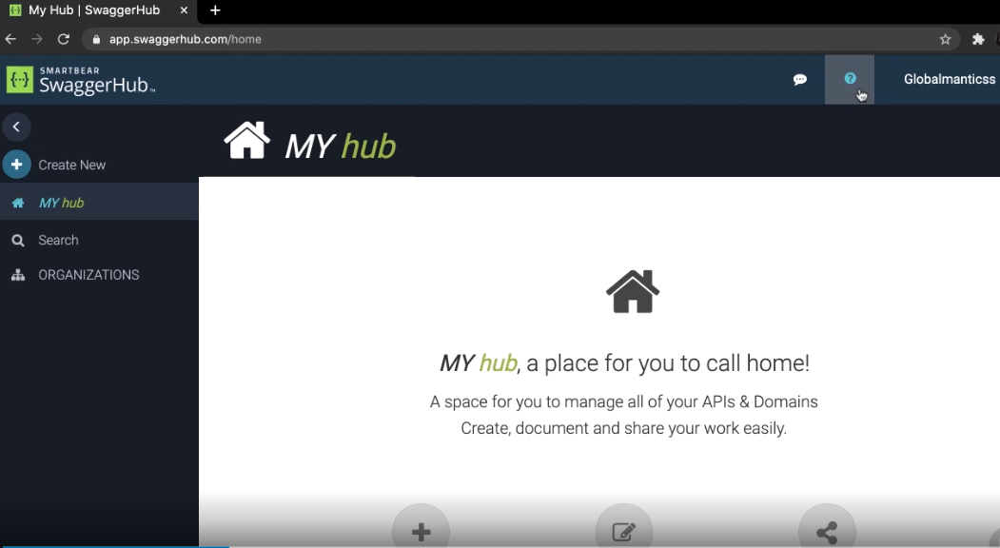 My Hub | SwaggerHub
app.swaggerhub.com/home
SMARTBEAR
SwaggerHub™
Globalmanticss
MY hub
Create New
MY hub
Search
ORGANIZATIONS
MY hub, a place for you to call home!
A space for you to manage all of your APIs & Domains
Create, document and share your work easily.